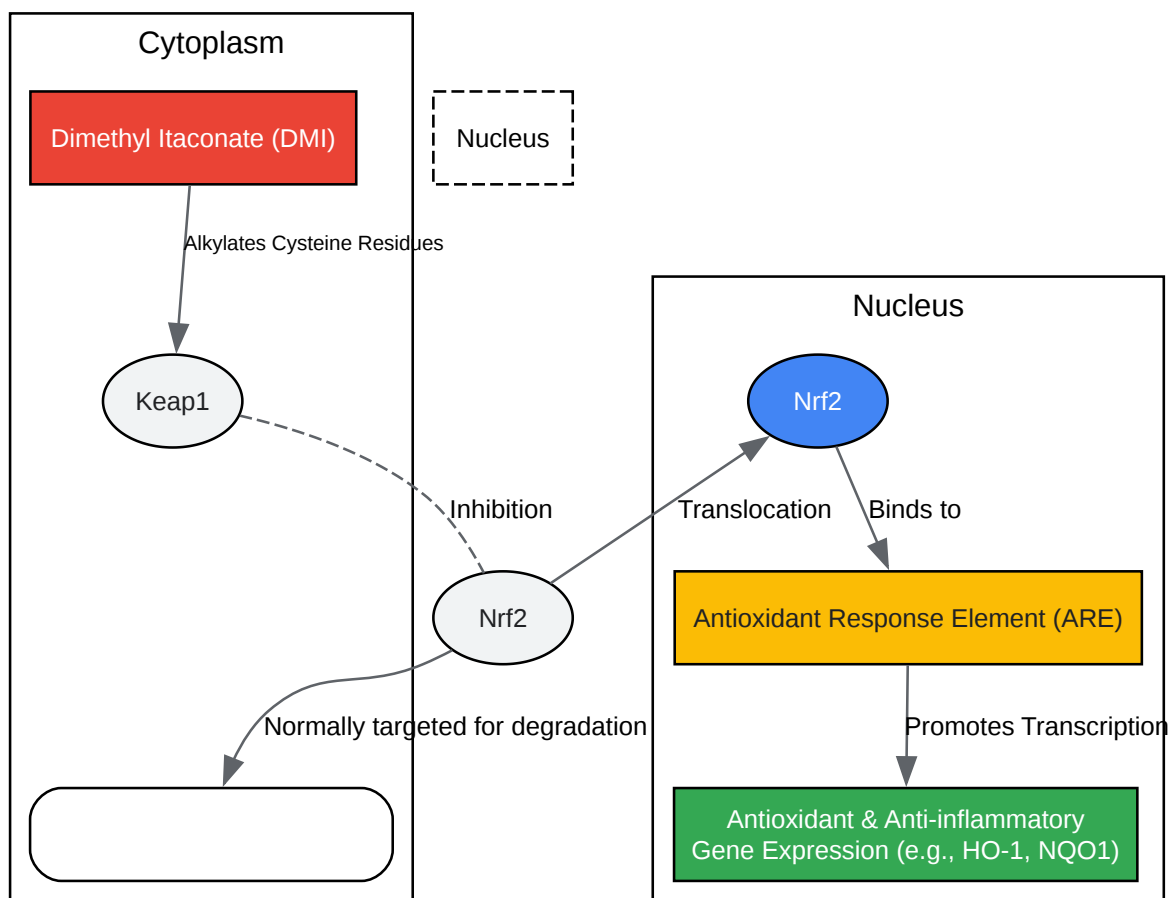 Cytoplasm
Dimethyl Itaconate (DMI)
Nucleus
Alkylates Cysteine Residues
Nucleus
Keap1
Nrf2
Inhibition
Translocation
Binds to
Nrf2
Antioxidant Response Element (ARE)
Normally targeted for degradation
Promotes Transcription
Antioxidant & Anti-inflammatory
Gene Expression (e.g., HO-1, NQO1)